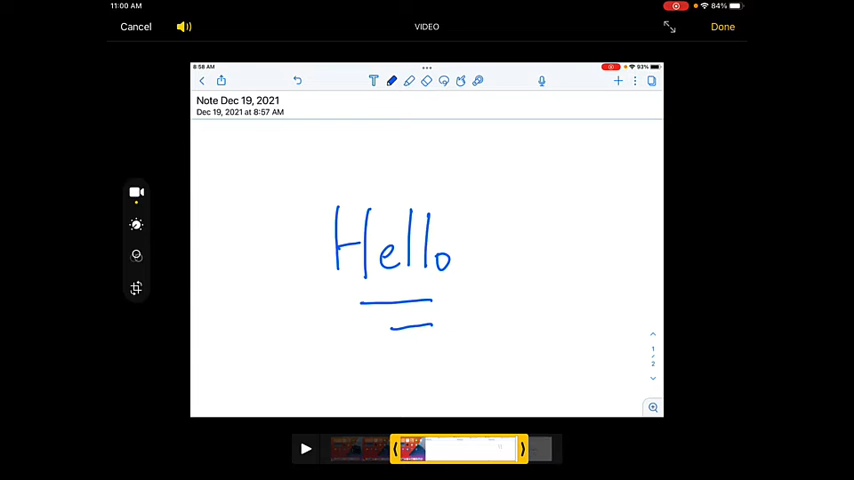 11:00 AM
84%
Cancel
VIDEO
Done
8:58 AM
93%
T
Note Dec 19, 2021
Dec 19, 2021 at 8:57 AM
Hello
1
2